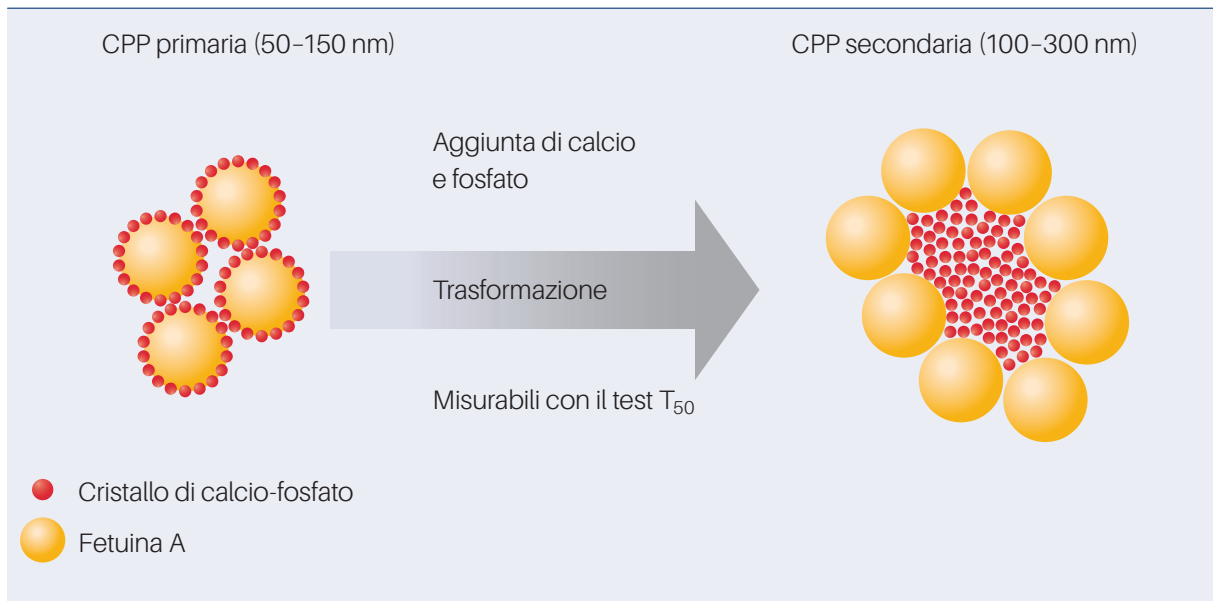 CPP primaria (50–150 nm)
CPP secondaria (100–300 nm)
Aggiunta di calcio
e fosfato
Trasformazione
Misurabili con il test T₅₀
Cristallo di calcio-fosfato
Fetuina A